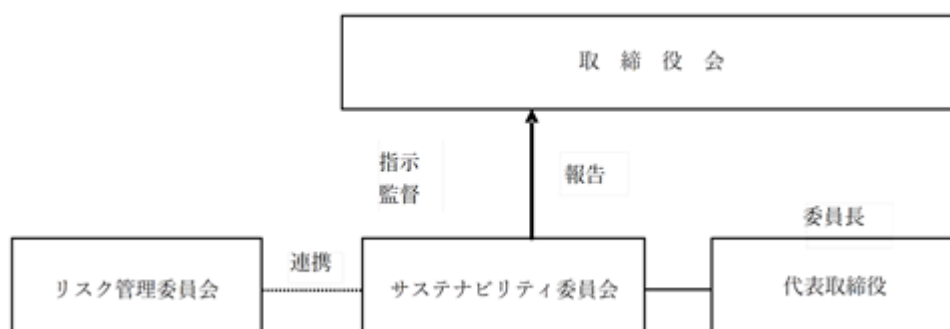 取 締 役 会
指示
監督
報告
委員長
リスク管理委員会
連携
サステナビリティ委員会
代表取締役